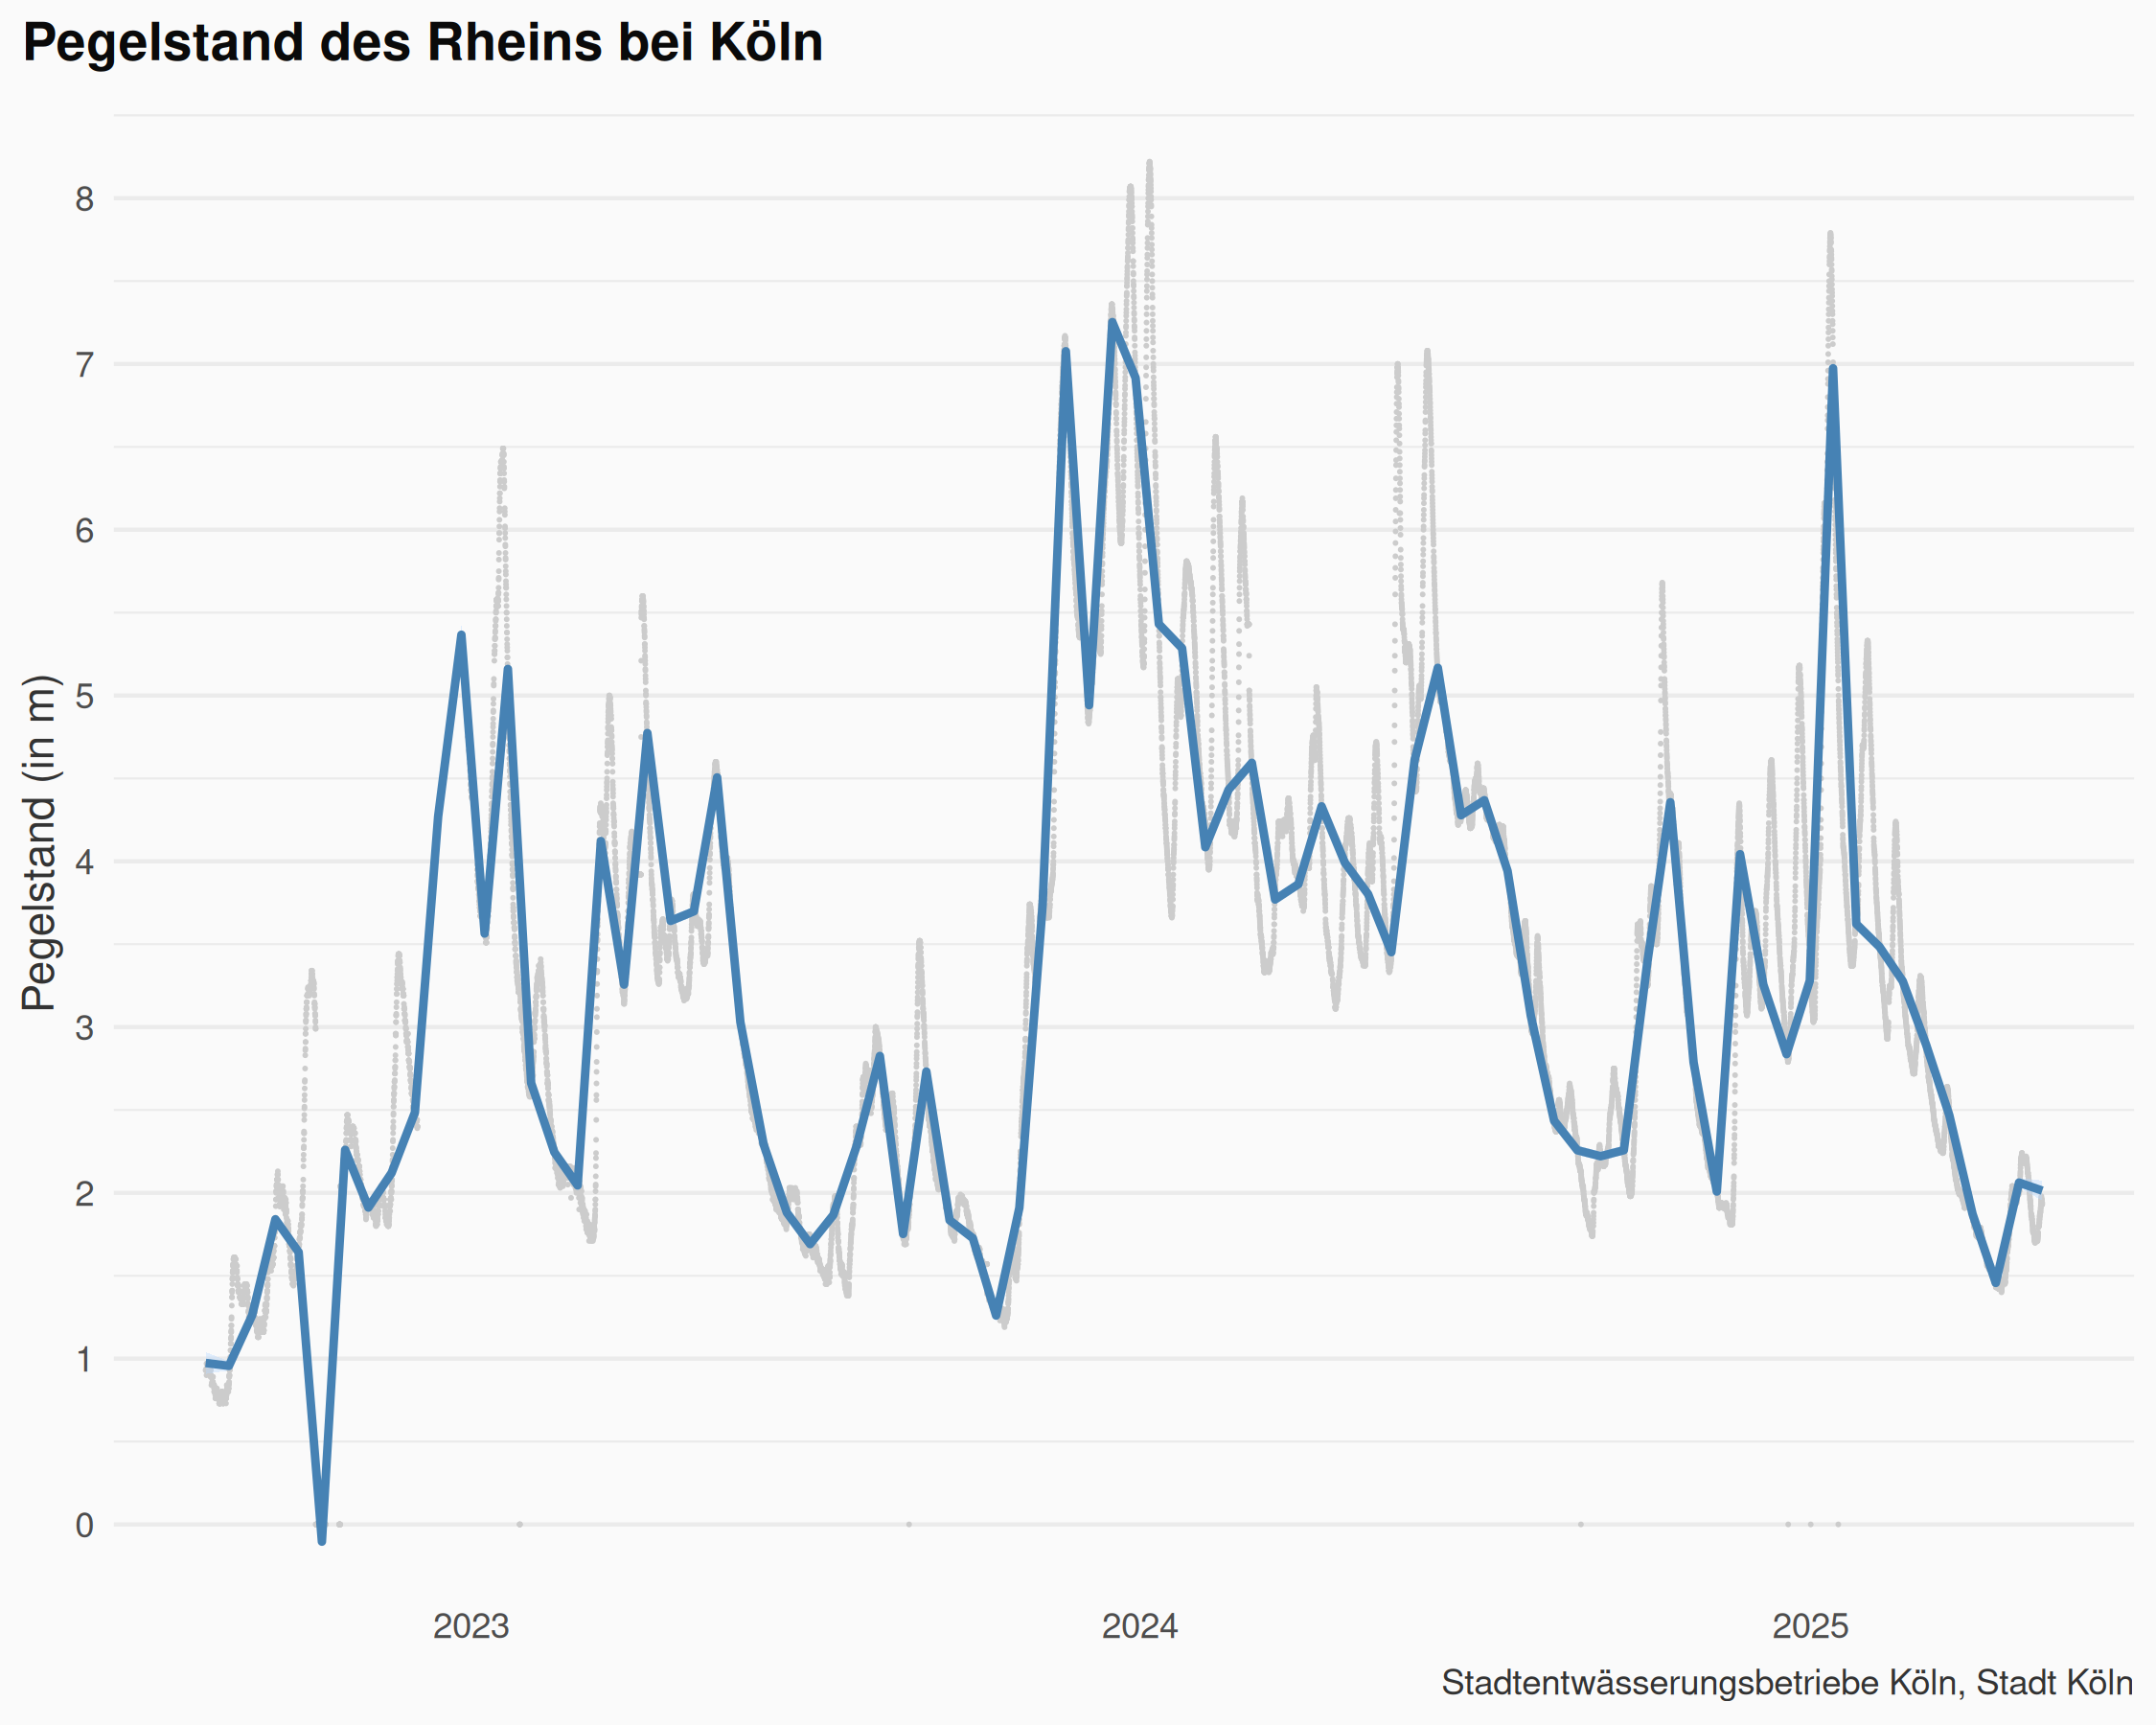 Pegelstand des Rheins bei Köln
Pegelstand (in m)
8
7
6
5
4
3
2
1
0
2023 2024 2025
Stadtentwässerungsbetriebe Köln, Stadt Köln